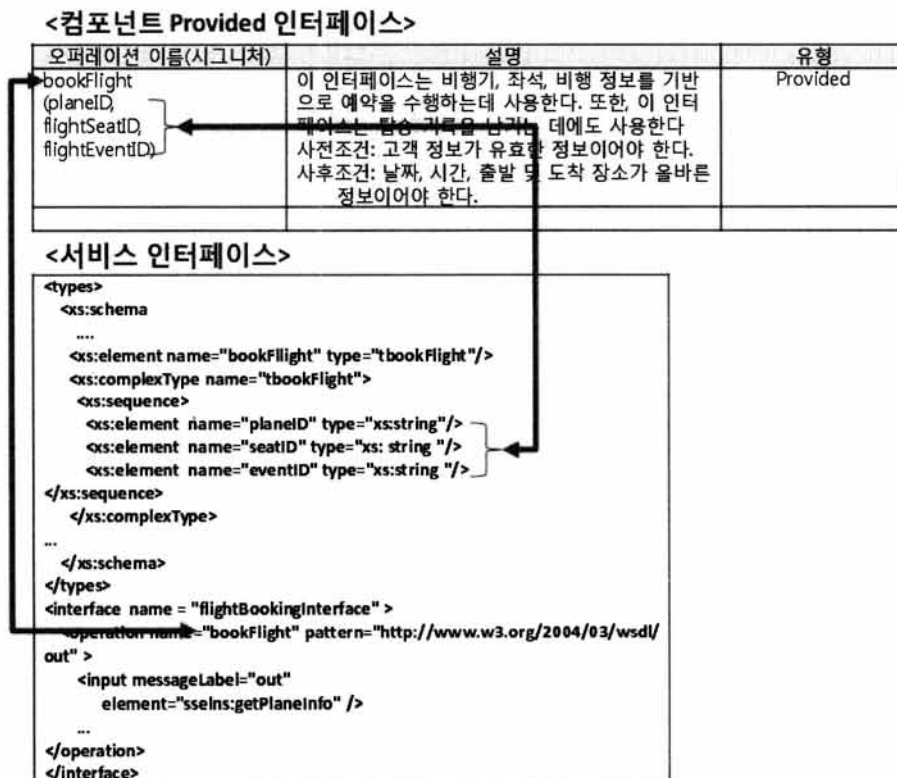 <컴포넌트 Provided 인터페이스>
오퍼레이션 이름(시그니처) 설명 유형
bookFlight 이 인터페이스는 비행기, 좌석, 비행 정보를 기반 Provided
(planeID, 으로 예약을 수행하는데 사용한다. 또한, 이 인터
flightSeatID, 페이스는 탑승 기록을 남기는 데에도 사용한다
flightEventID) 사전조건: 고객 정보가 유효한 정보이어야 한다.
사후조건: 날짜, 시간, 출발 및 도착 장소가 올바른
정보이어야 한다.
<서비스 인터페이스>
<types>
<xs:schema
....
<xs:element name="bookFllight" type="tbookFlight"/>
<xs:complexType name="tbookFlight">
<xs:sequence>
<xs:element name="planeID" type="xs:string"/>
<xs:element name="seatID" type="xs: string "/>
<xs:element name="eventID" type="xs:string "/>
</xs:sequence>
</xs:complexType>
...
</xs:schema>
</types>
<interface name = "flightBookingInterface" >
<operation name="bookFlight" pattern="http://www.w3.org/2004/03/wsdl/
out" >
<input messageLabel="out"
element="sselns:getPlaneInfo" />
...
</operation>
</interface>